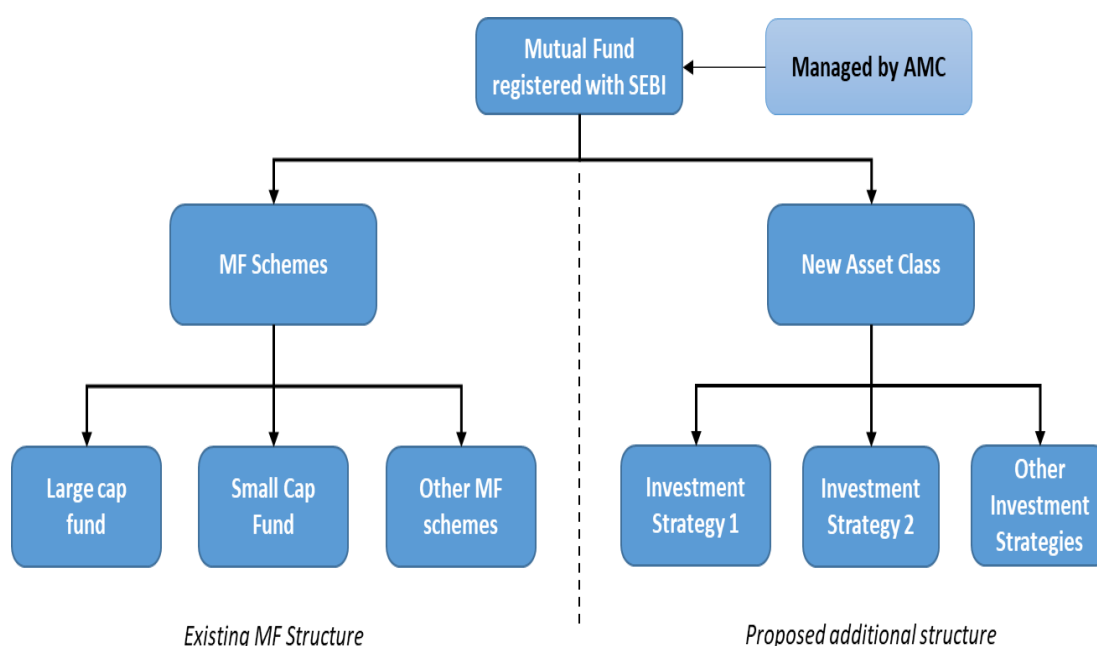 Mutual Fund
registered with SEBI
Managed by AMC
MF Schemes
New Asset Class
Large cap
fund
Small Cap
Fund
Other MF
schemes
Investment
Strategy 1
Investment
Strategy 2
Other
Investment
Strategies
Existing MF Structure
Proposed additional structure